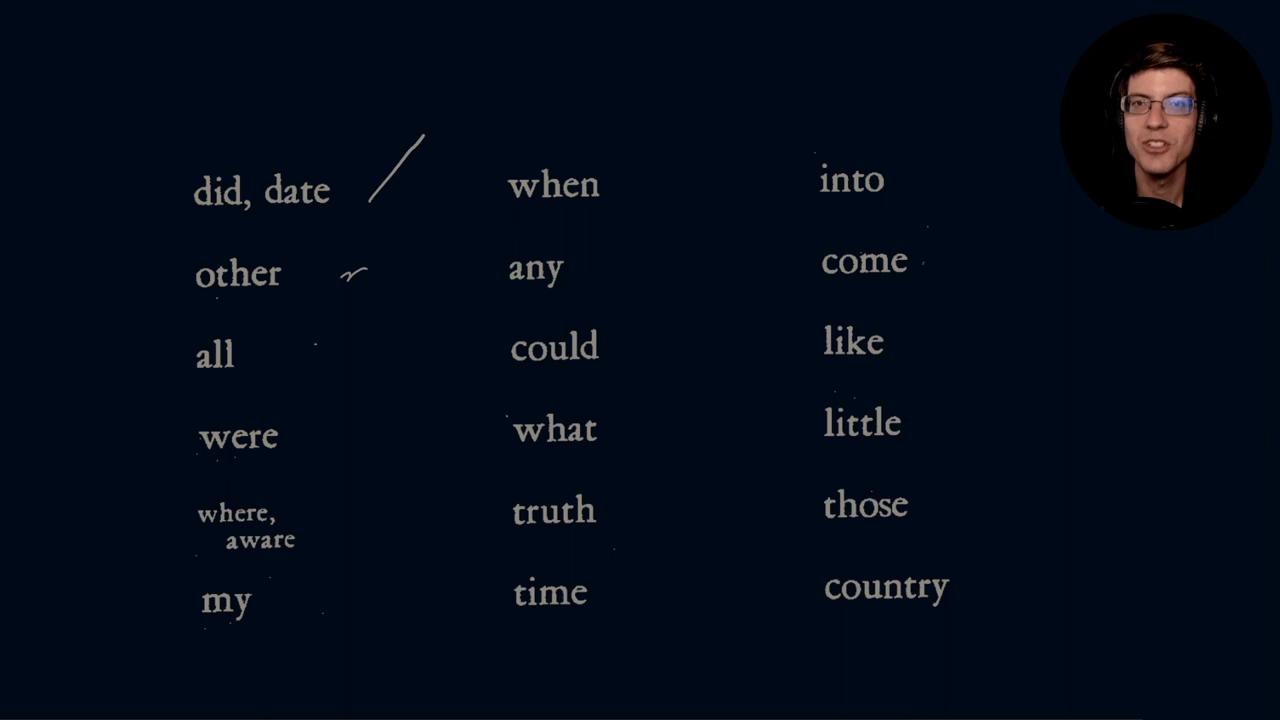 did, date
other
all
were
where,
aware
my
when
any
could
what
truth
time
into
come
like
little
those
country